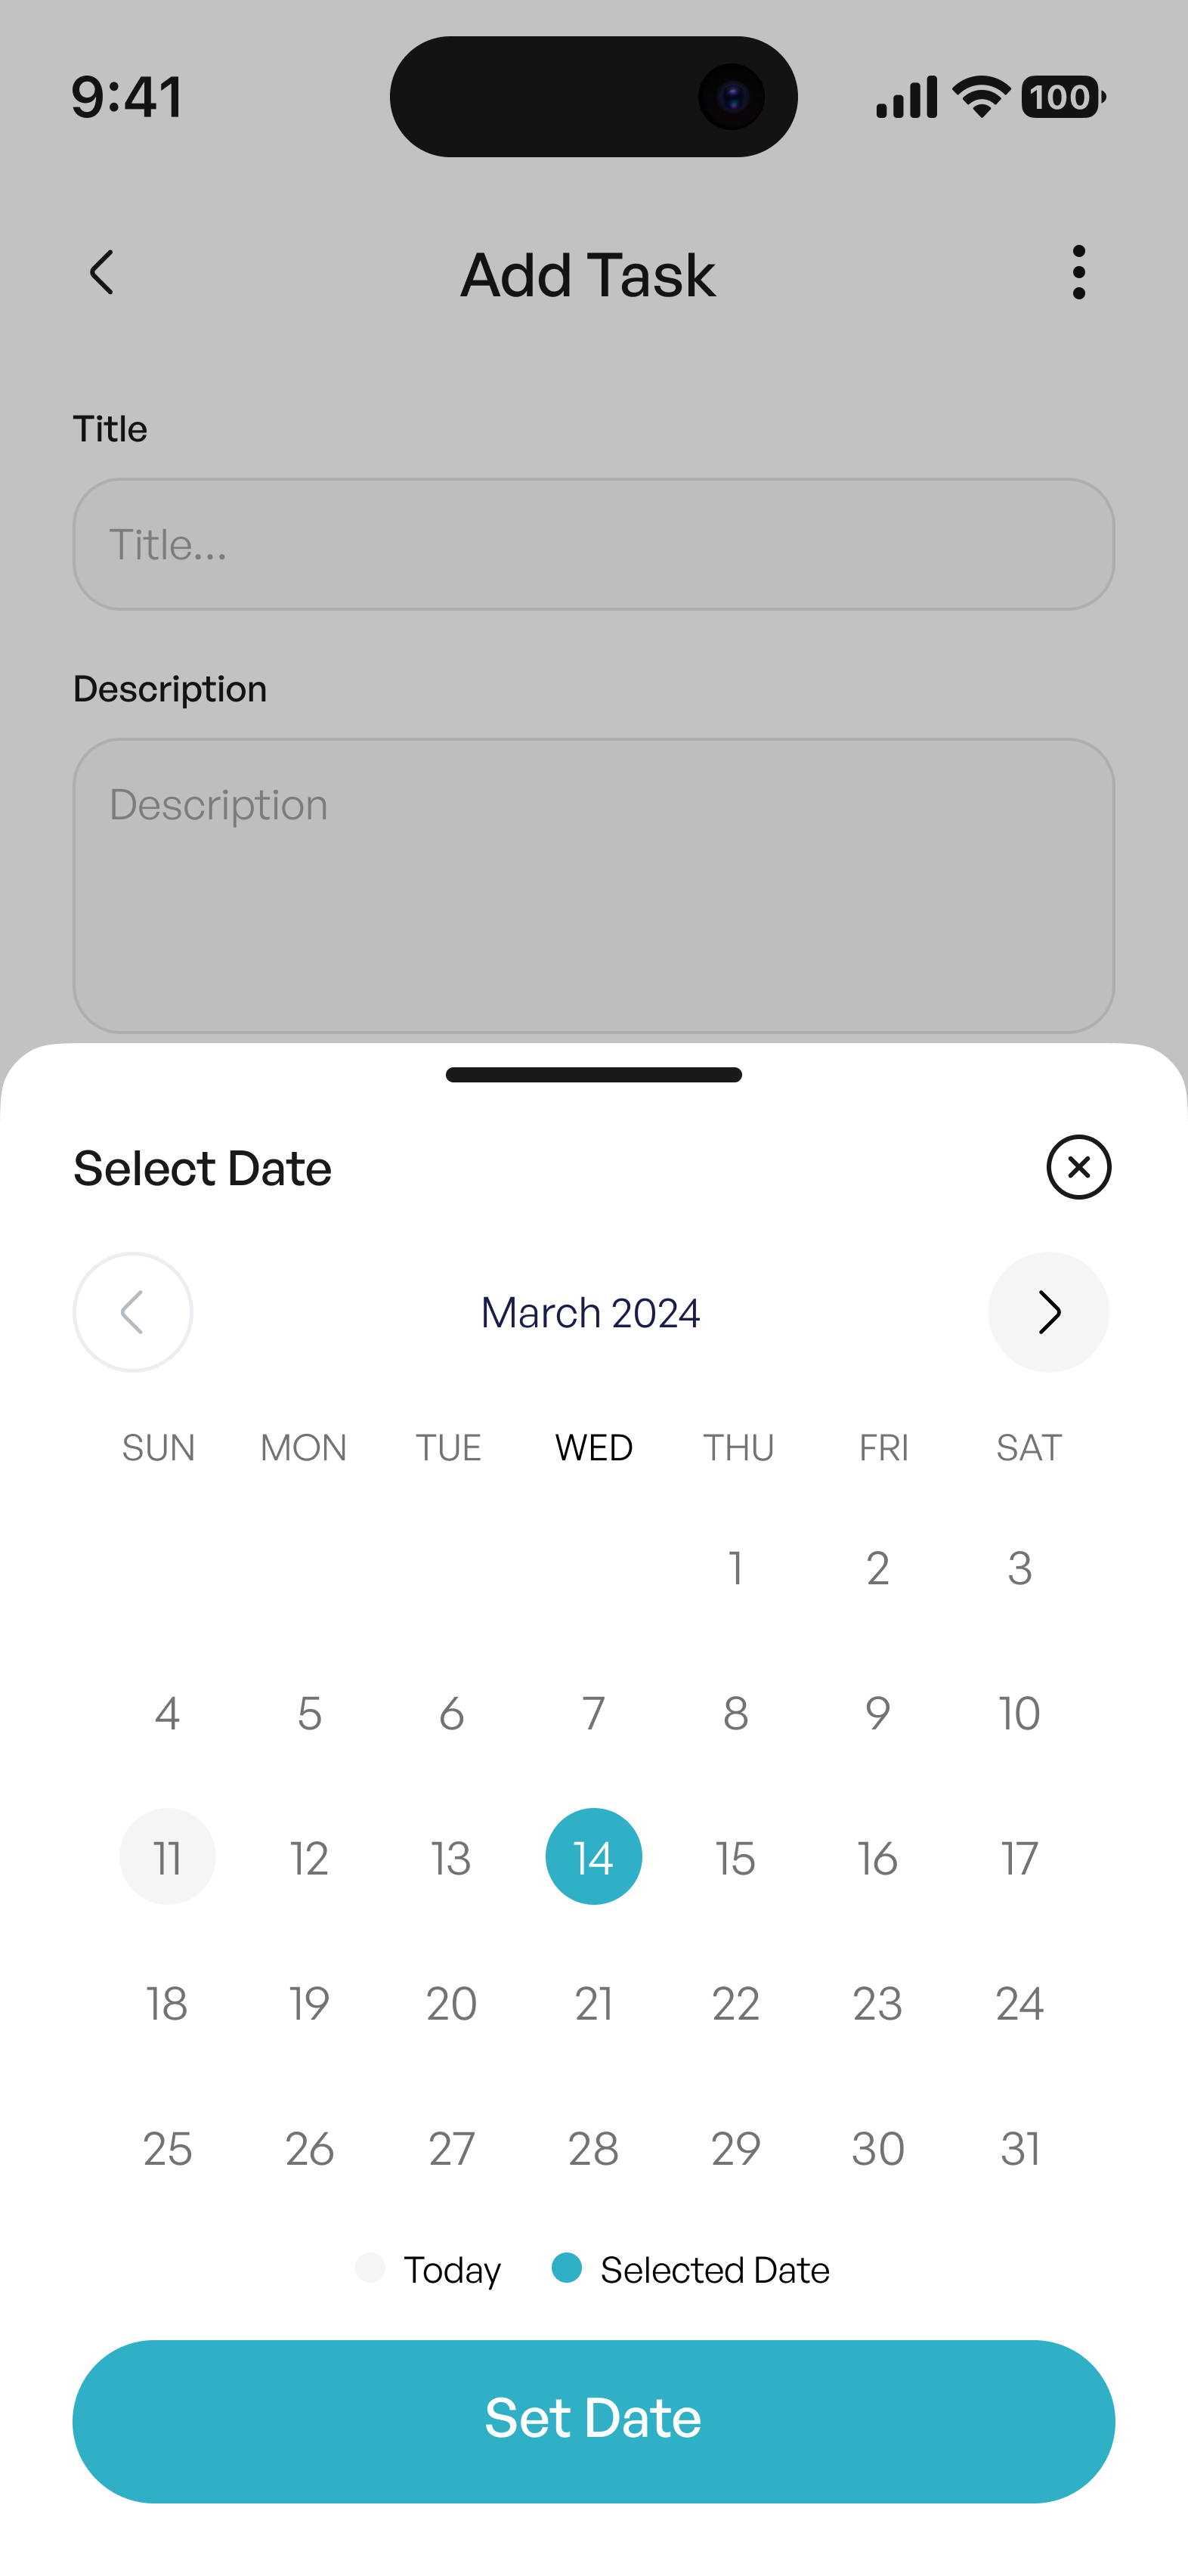 9:41
100
Add Task
Title
Title...
Description
Description
Select Date
March 2024
SUN MON TUE WED THU FRI SAT
1 2 3
4 5 6 7 8 9 10
11 12 13 14 15 16 17
18 19 20 21 22 23 24
25 26 27 28 29 30 31
Today Selected Date
Set Date